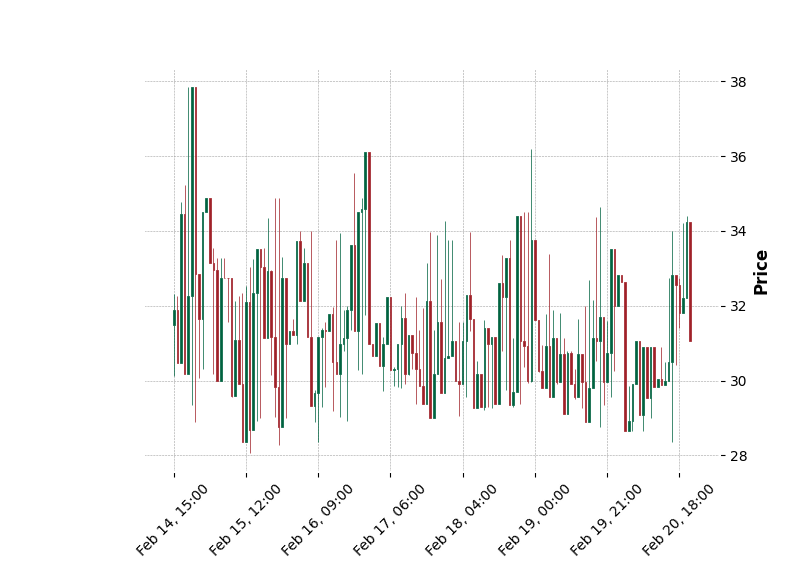 38
36
34
32
30
28
Price
Feb 14, 15:00
Feb 15, 12:00
Feb 16, 09:00
Feb 17, 06:00
Feb 18, 04:00
Feb 19, 00:00
Feb 19, 21:00
Feb 20, 18:00